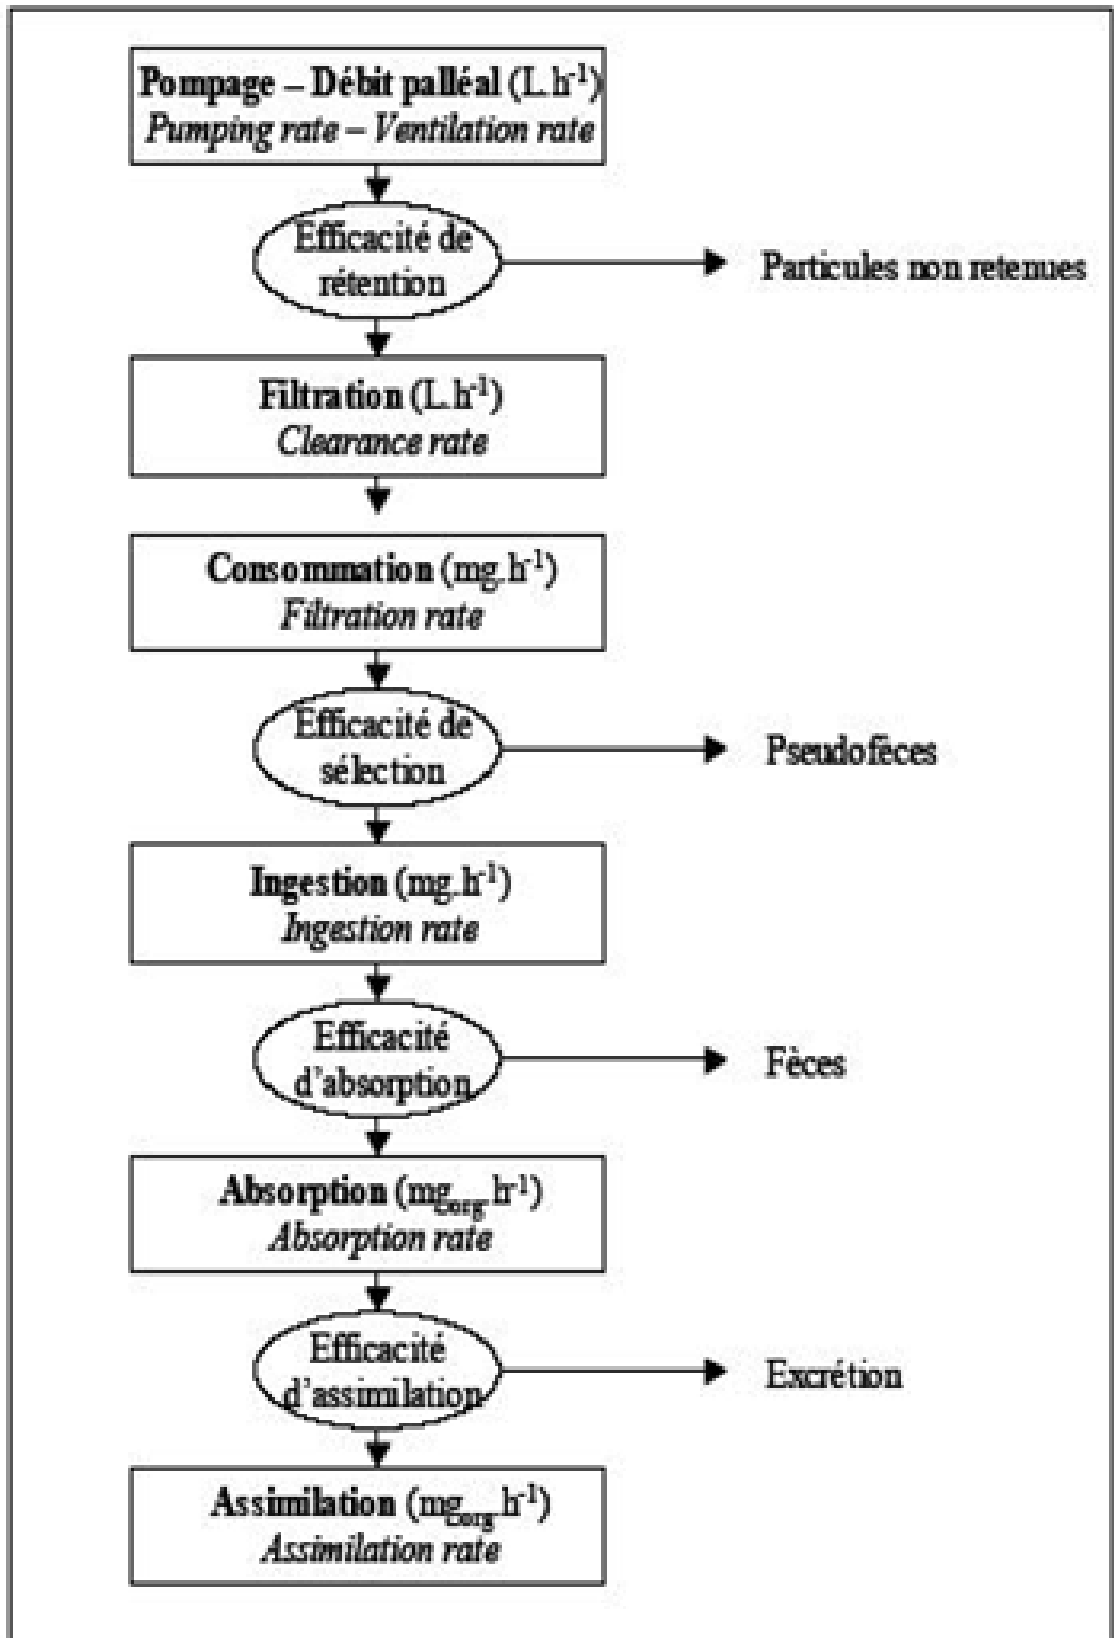 Pompage – Débit palléal (L.h⁻¹)
Pumping rate – Ventilation rate
Efficacité de
rétention
Particules non retenues
Filtration (L.h⁻¹)
Clearance rate
Consommation (mg.h⁻¹)
Filtration rate
Efficacité de
sélection
Pseudofèces
Ingestion (mg.h⁻¹)
Ingestion rate
Efficacité
d'absorption
Fèces
Absorption (mgorg.h⁻¹)
Absorption rate
Efficacité
d'assimilation
Excrétion
Assimilation (mgorg.h⁻¹)
Assimilation rate